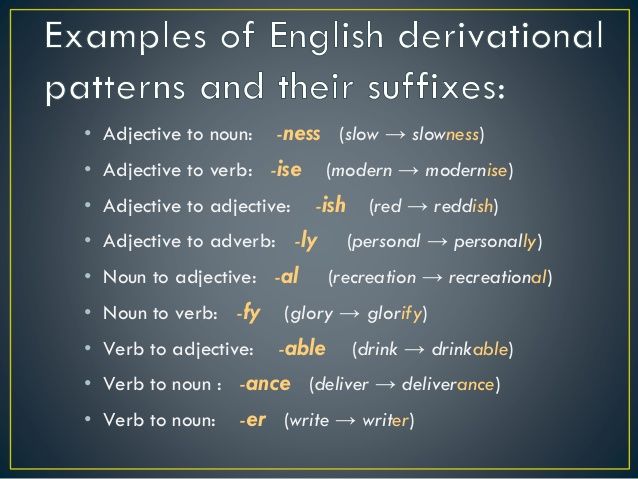 Examples of English derivational
patterns and their suffixes:
• Adjective to noun: -ness (slow → slowness)
• Adjective to verb: -ise (modern → modernise)
• Adjective to adjective: -ish (red → reddish)
• Adjective to adverb: -ly (personal → personally)
• Noun to adjective: -al (recreation → recreational)
• Noun to verb: -fy (glory → glorify)
• Verb to adjective: -able (drink → drinkable)
• Verb to noun : -ance (deliver → deliverance)
• Verb to noun: -er (write → writer)